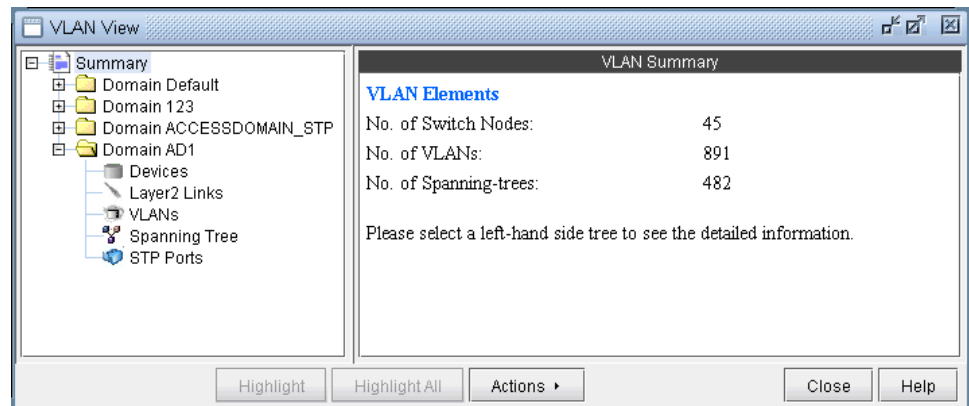 VLAN View
Summary
Domain Default
Domain 123
Domain ACCESSDOMAIN_STP
Domain AD1
Devices
Layer2 Links
VLANs
Spanning Tree
STP Ports
VLAN Summary
VLAN Elements
No. of Switch Nodes: 45
No. of VLANs: 891
No. of Spanning-trees: 482
Please select a left-hand side tree to see the detailed information.
Highlight Highlight All Actions Close Help